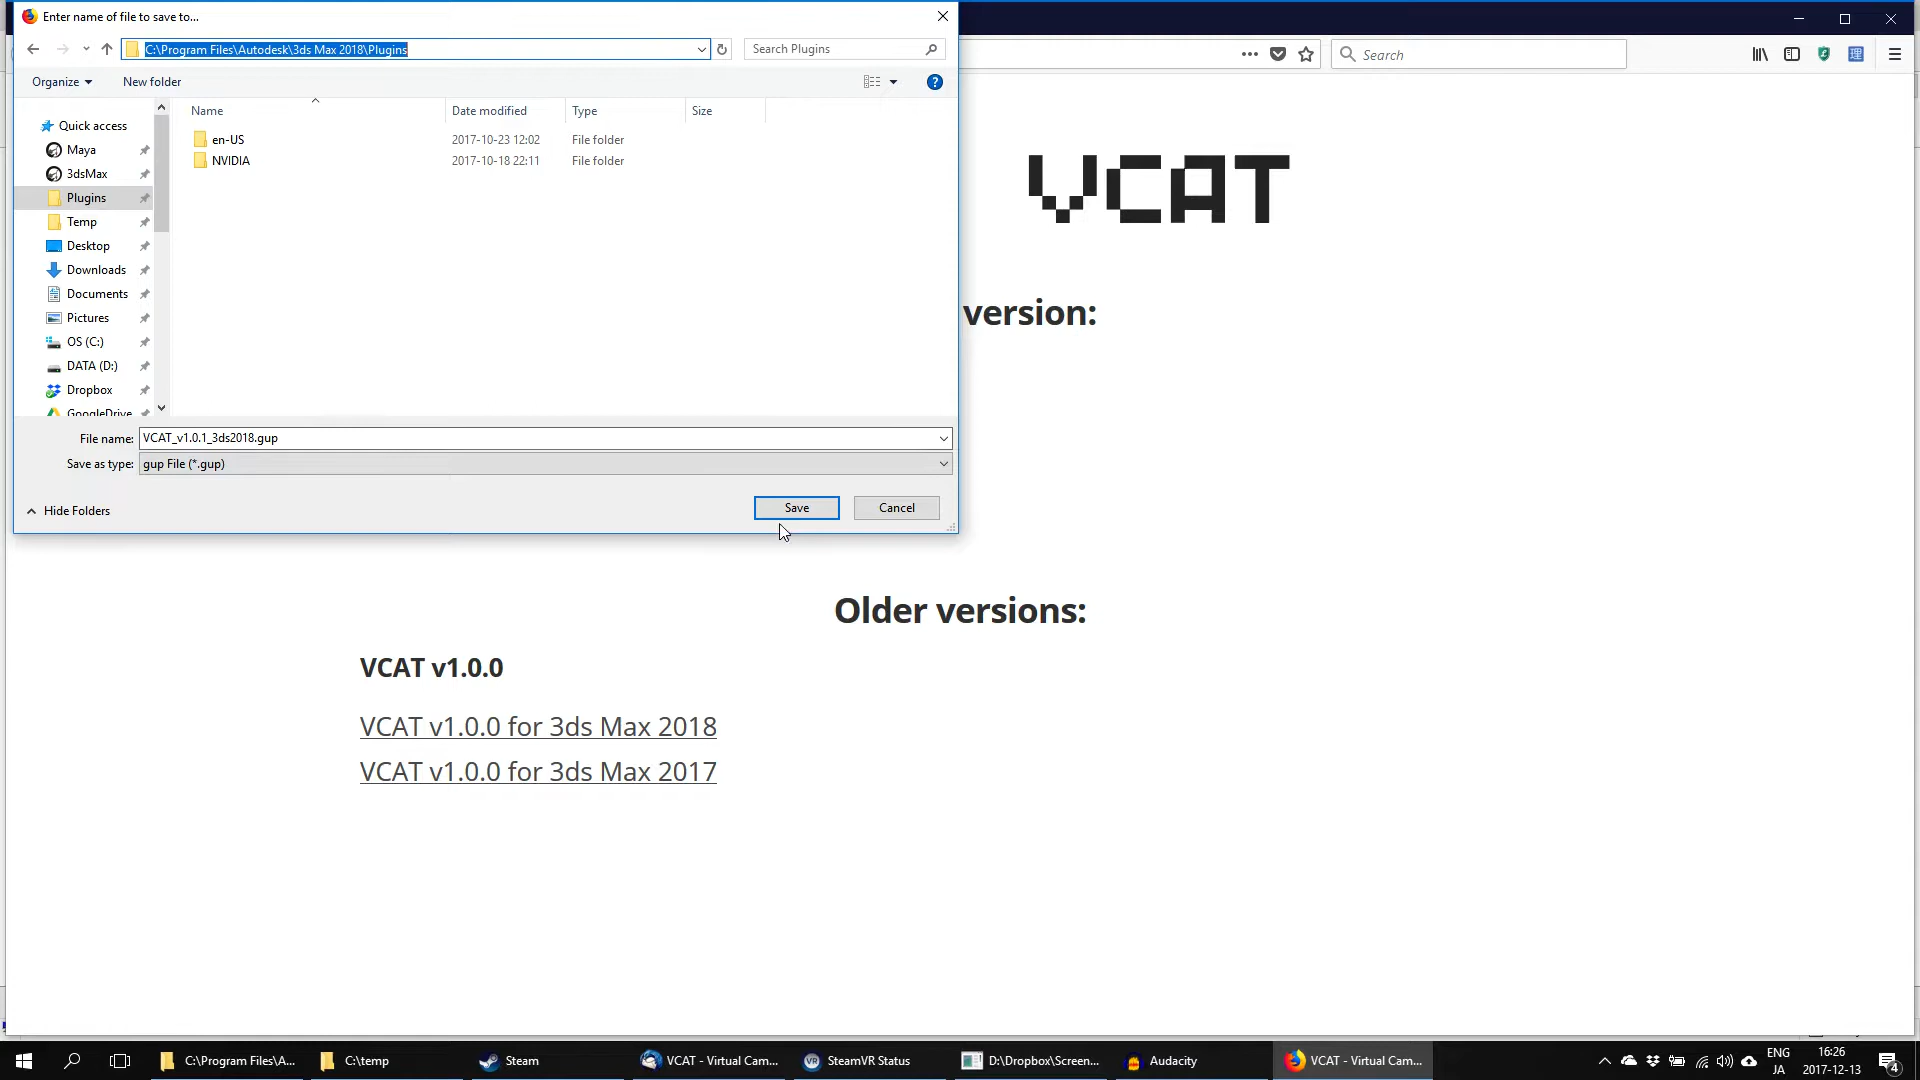 Enter name of file to save to...
C:\Program Files\Autodesk\3ds Max 2018\Plugins
Search Plugins
Search
Organize
New folder
Name
Date modified
Type
Size
Quick access
Maya
3dsMax
Plugins
Temp
Desktop
Downloads
Documents
Pictures
OS (C:)
DATA (D:)
Dropbox
GoogleDrive
en-US
2017-10-23 12:02
File folder
NVIDIA
2017-10-18 22:11
File folder
File name:
VCAT_v1.0.1_3ds2018.gup
Save as type:
gup File (*.gup)
Hide Folders
Save
Cancel
VCAT
version:
Older versions:
VCAT v1.0.0
VCAT v1.0.0 for 3ds Max 2018
VCAT v1.0.0 for 3ds Max 2017
C:\Program Files\A...
C:\temp
Steam
VCAT - Virtual Cam...
VR
SteamVR Status
D:\Dropbox\Screen...
Audacity
VCAT - Virtual Cam...
ENG
JA
16:26
2017-12-13
4